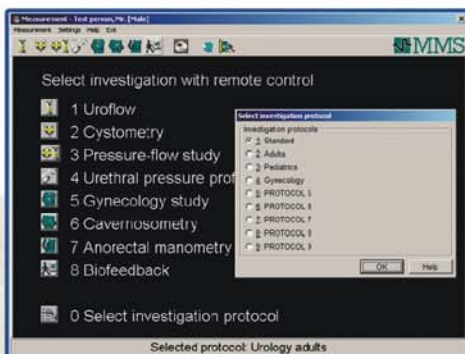 Measurement - Test person, Mr. [Male]
Measurement Settings Help Exit
MMS
Select investigation with remote control
1 Uroflow
2 Cystometry
3 Pressure-flow study
4 Urethral pressure prof
5 Gynecology study
6 Cavernosometry
7 Anorectal manometry
8 Biofeedback
0 Select investigation protocol
Select investigation protocol
Investigation protocols
1: Standard
2: Adults
3: Pediatrics
4: Gynecology
5: PROTOCOL 5
6: PROTOCOL 6
7: PROTOCOL 7
8: PROTOCOL 8
9: PROTOCOL 9
OK Help
Selected protocol: Urology adults